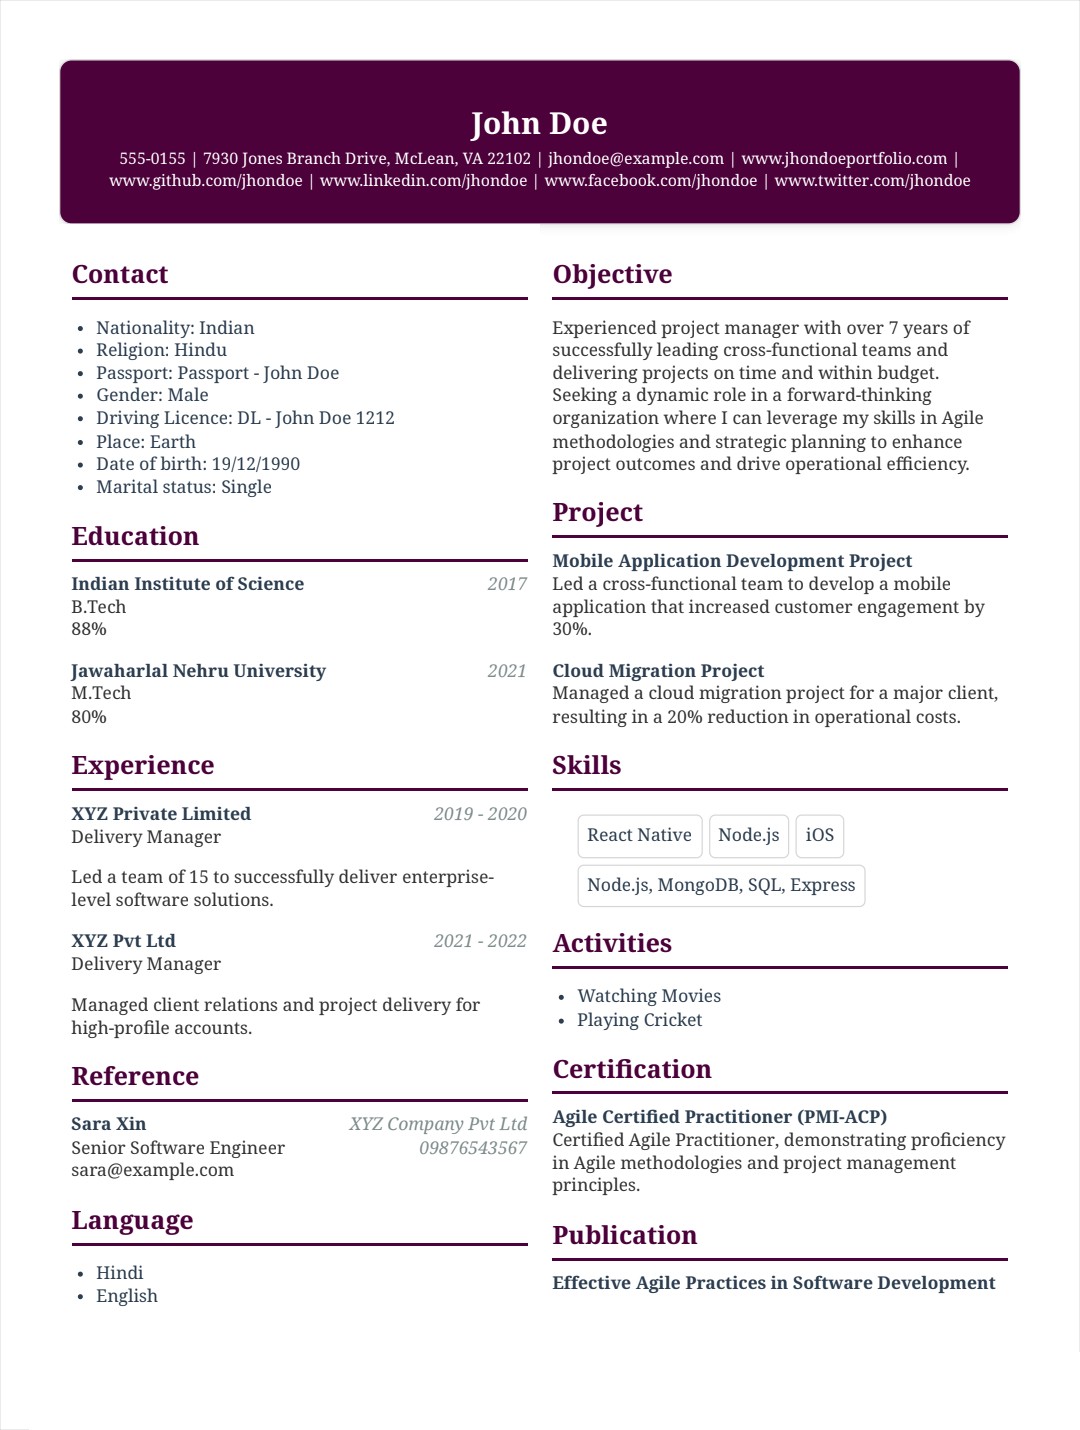 John Doe
555-0155 | 7930 Jones Branch Drive, McLean, VA 22102 | jhondoe@example.com | www.jhondoeportfolio.com |
www.github.com/jhondoe | www.linkedin.com/jhondoe | www.facebook.com/jhondoe | www.twitter.com/jhondoe
Contact
• Nationality: Indian
• Religion: Hindu
• Passport: Passport - John Doe
• Gender: Male
• Driving Licence: DL - John Doe 1212
• Place: Earth
• Date of birth: 19/12/1990
• Marital status: Single
Education
Indian Institute of Science 2017
B.Tech
88%
Jawaharlal Nehru University 2021
M.Tech
80%
Experience
XYZ Private Limited 2019 - 2020
Delivery Manager
Led a team of 15 to successfully deliver enterprise-
level software solutions.
XYZ Pvt Ltd 2021 - 2022
Delivery Manager
Managed client relations and project delivery for
high-profile accounts.
Reference
Sara Xin XYZ Company Pvt Ltd
Senior Software Engineer 09876543567
sara@example.com
Language
• Hindi
• English
Objective
Experienced project manager with over 7 years of
successfully leading cross-functional teams and
delivering projects on time and within budget.
Seeking a dynamic role in a forward-thinking
organization where I can leverage my skills in Agile
methodologies and strategic planning to enhance
project outcomes and drive operational efficiency.
Project
Mobile Application Development Project
Led a cross-functional team to develop a mobile
application that increased customer engagement by
30%.
Cloud Migration Project
Managed a cloud migration project for a major client,
resulting in a 20% reduction in operational costs.
Skills
React Native Node.js iOS
Node.js, MongoDB, SQL, Express
Activities
• Watching Movies
• Playing Cricket
Certification
Agile Certified Practitioner (PMI-ACP)
Certified Agile Practitioner, demonstrating proficiency
in Agile methodologies and project management
principles.
Publication
Effective Agile Practices in Software Development